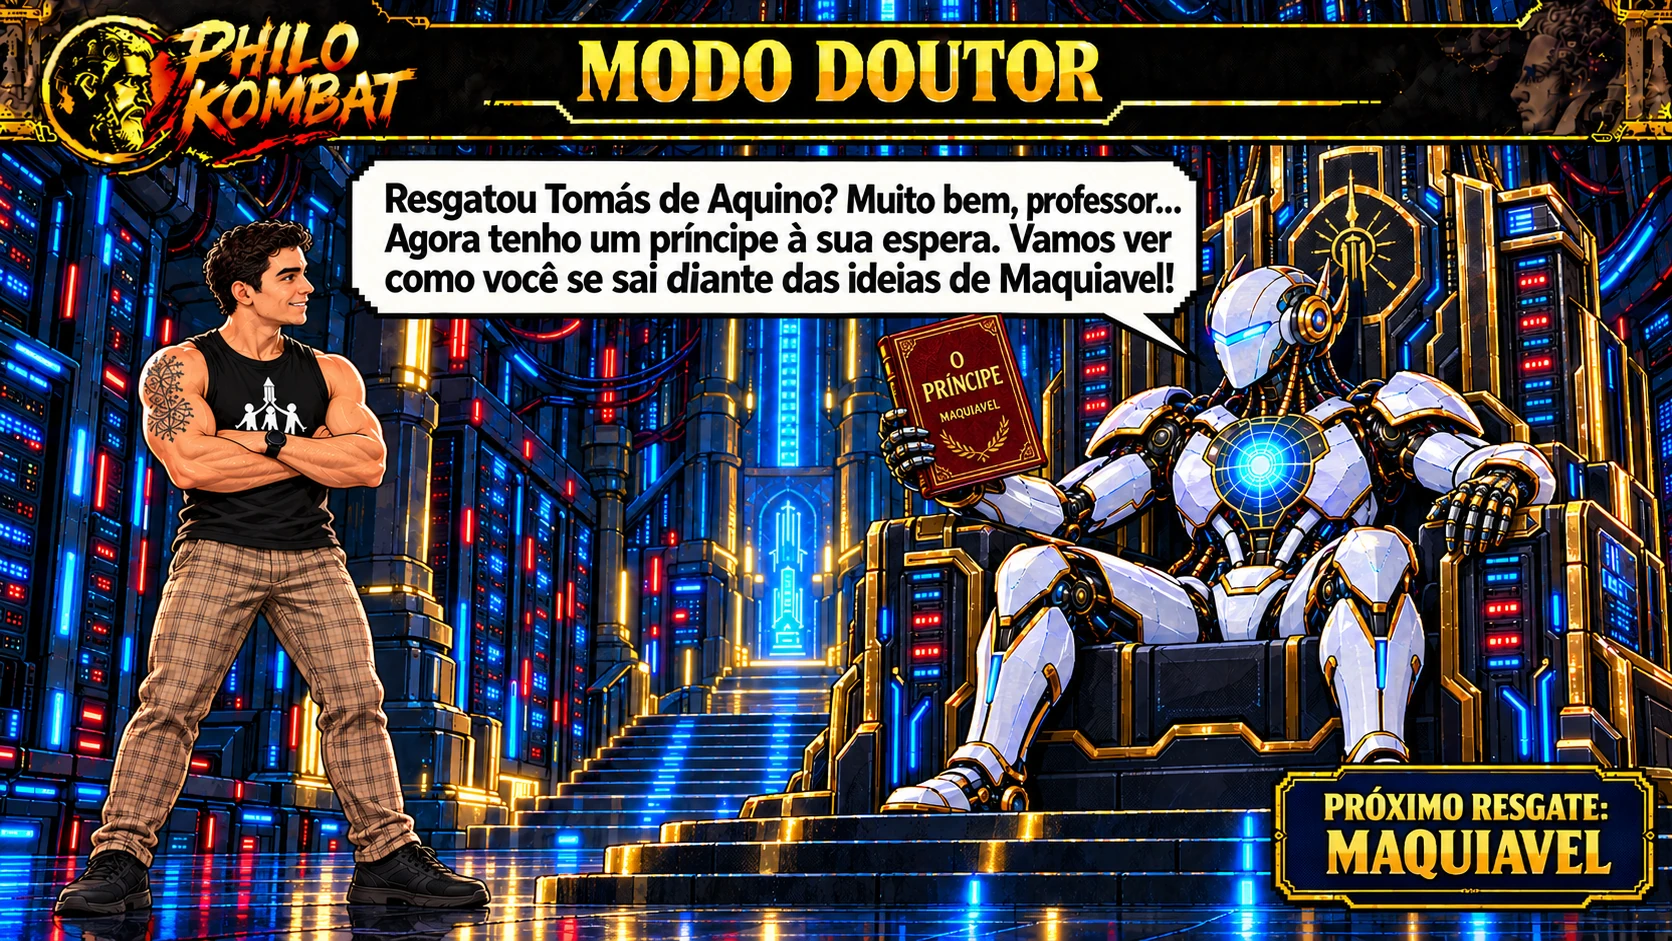 PHILO
KOMBAT
MODO DOUTOR
Resgatou Tomás de Aquino? Muito bem, professor...
Agora tenho um príncipe à sua espera. Vamos ver
como você se sai diante das ideias de Maquiavel!
O
PRÍNCIPE
MAQUIAVEL
PRÓXIMO RESGATE:
MAQUIAVEL